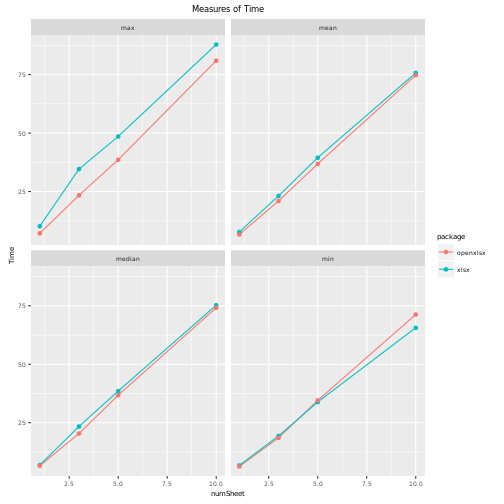 Measures of Time
max
mean
75
50
25
median
min
75
50
25
2.5
5.0
7.5
10.0
2.5
5.0
7.5
10.0
numSheet
Time
package
openxlsx
xlsx